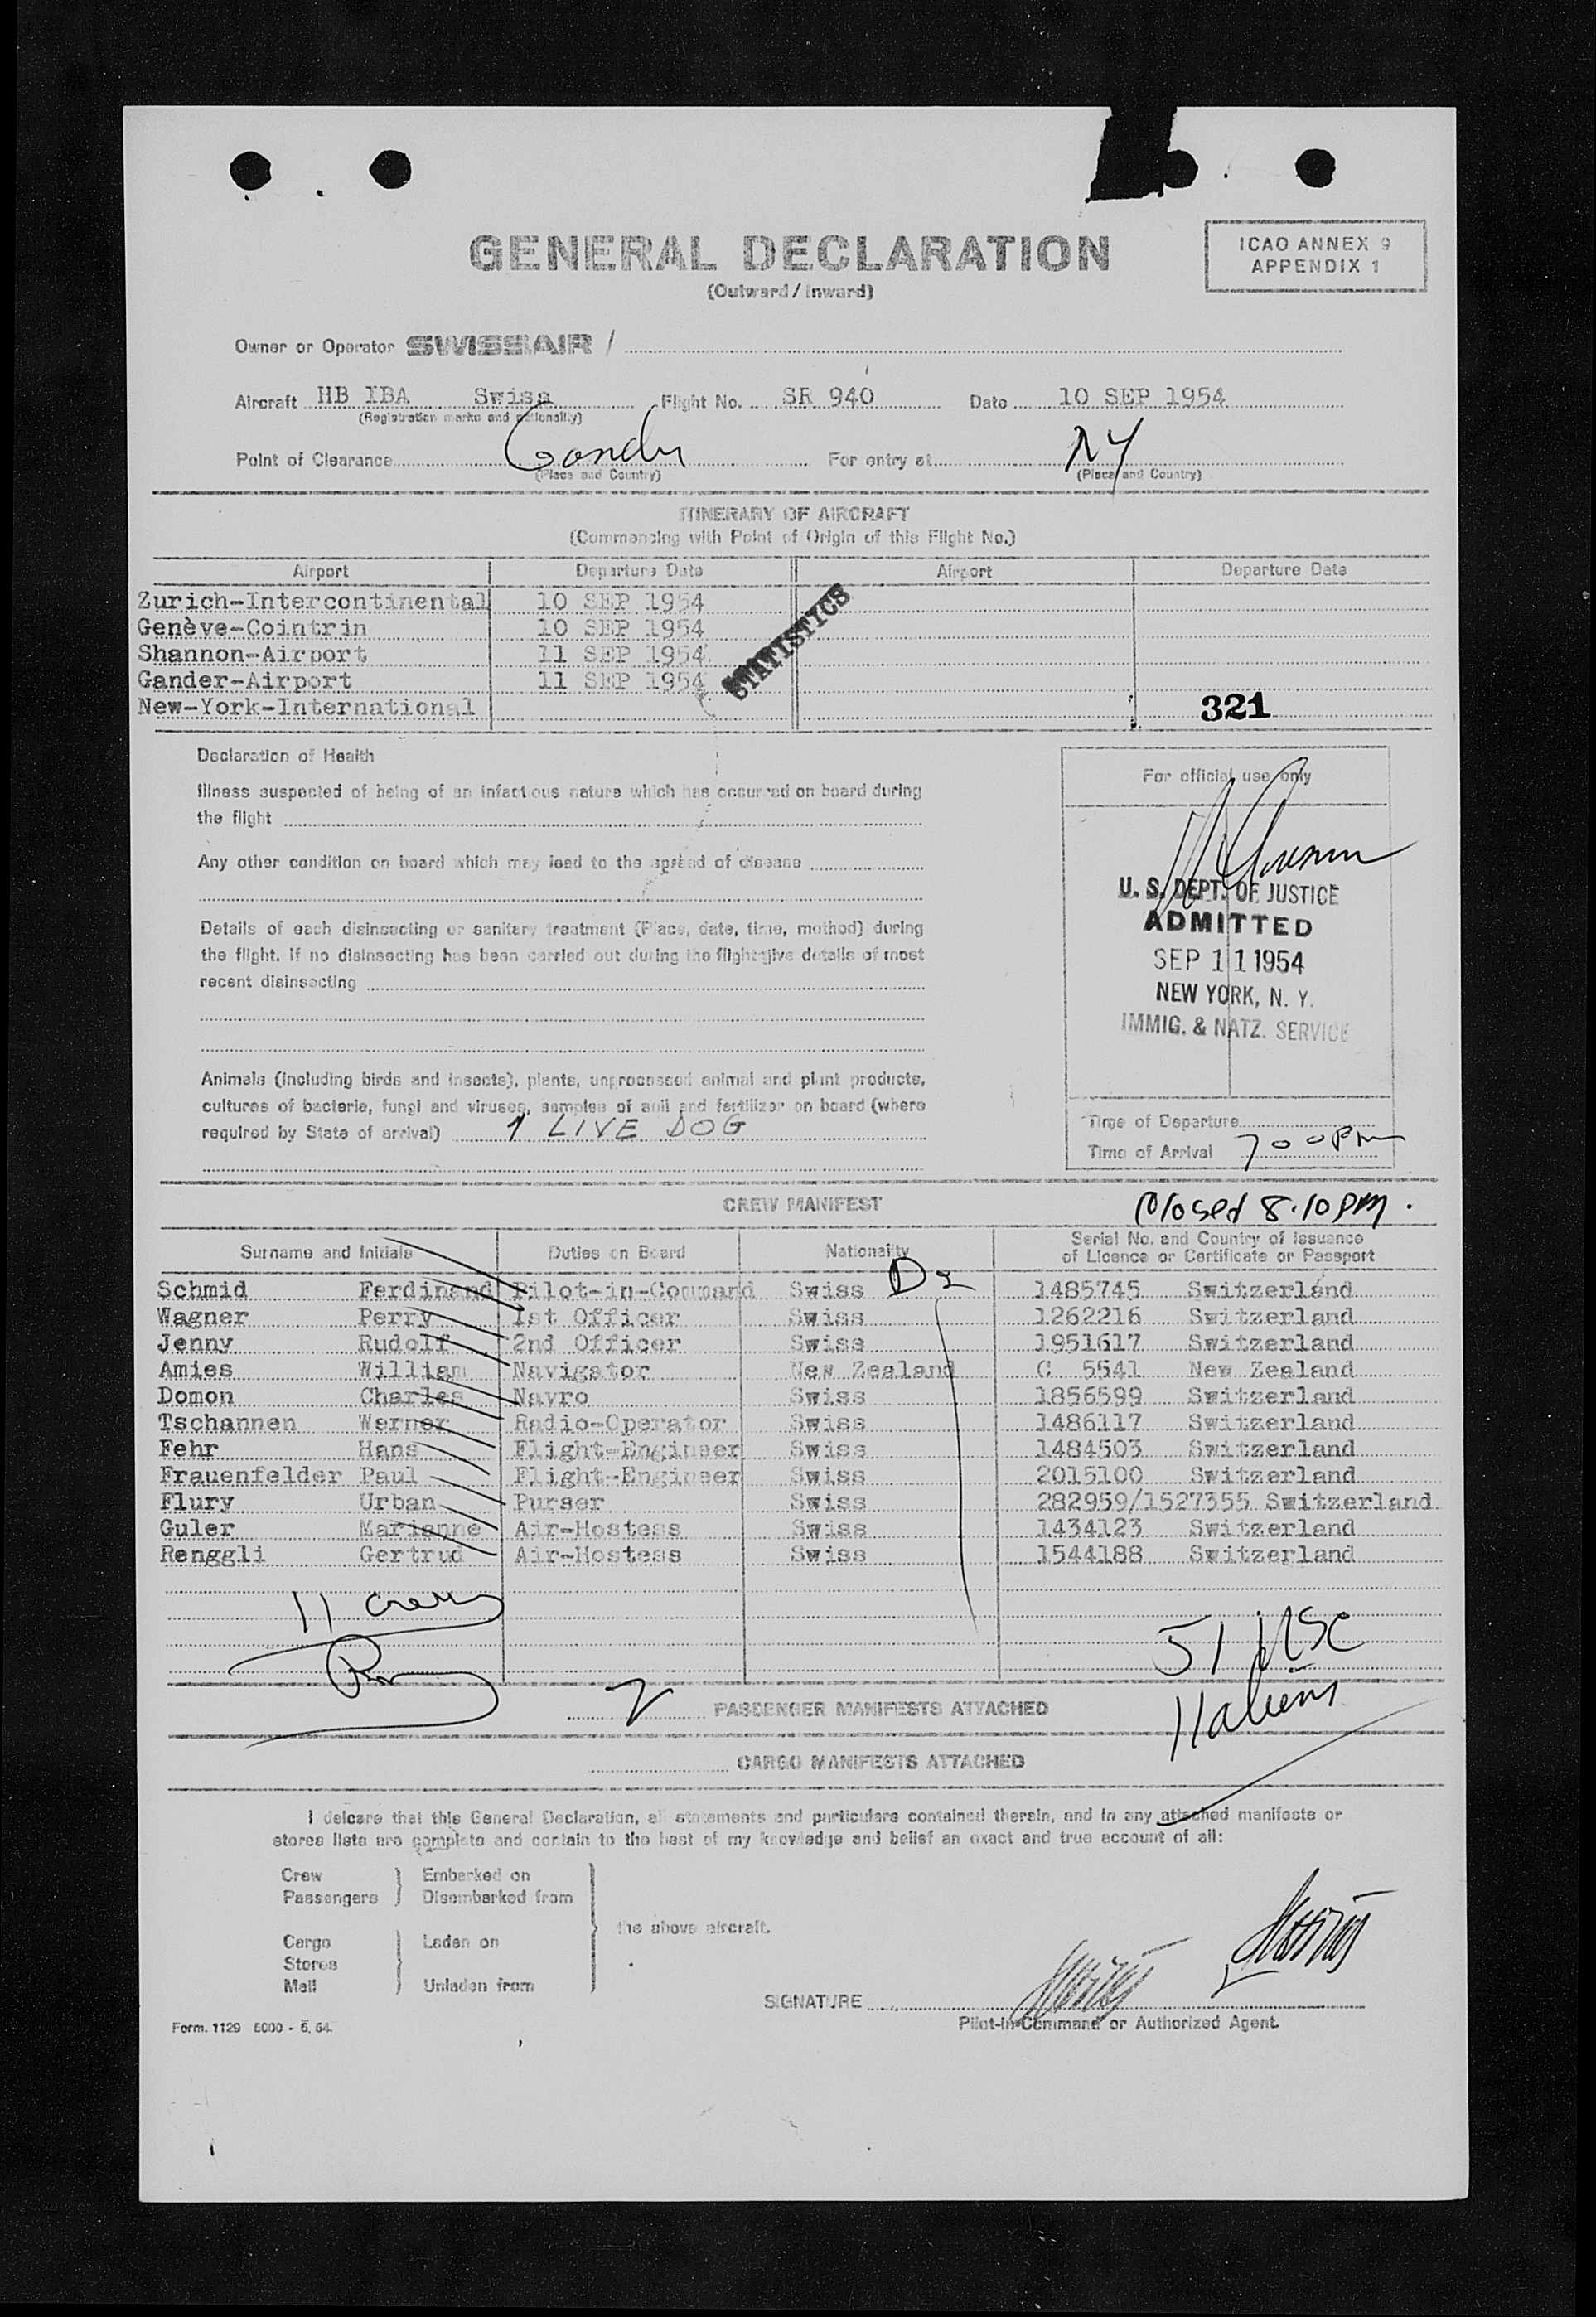 GENERAL DECLARATION
(Outward / Inward)
ICAO ANNEX 9
APPENDIX 1
Owner or Operator SWISSAIR /
Aircraft HB IBA Swiss Flight No. SR 940 Date 10 SEP 1954
(Registration marks and nationality)
Point of Clearance Gander For entry at NY
(Place and Country) (Place and Country)
ITINERARY OF AIRCRAFT
(Commencing with Point of Origin of this Flight No.)
Airport Departure Date Airport Departure Date
Zurich-Intercontinental 10 SEP 1954
Genève-Cointrin 10 SEP 1954
Shannon-Airport 11 SEP 1954
Gander-Airport 11 SEP 1954
New-York-International
STATISTICS
321
Declaration of Health
Illness suspected of being of an infectious nature which has occurred on board during
the flight
Any other condition on board which may lead to the spread of disease
Details of each disinsecting or sanitary treatment (Place, date, time, method) during
the flight. If no disinsecting has been carried out during the flight give details of most
recent disinsecting
Animals (including birds and insects), plants, unprocessed animal and plant products,
cultures of bacteria, fungi and viruses, samples of soil and fertilizer on board (where
required by State of arrival) 1 LIVE DOG
For official use only
U. S. DEPT. OF JUSTICE
ADMITTED
SEP 11 1954
NEW YORK, N. Y.
IMMIG. & NATZ. SERVICE
Time of Departure
Time of Arrival 700 PM
CREW MANIFEST
Closed 8.10 PM.
Surname and Initials Duties on Board Nationality Serial No. and Country of Issuance
of Licence or Certificate or Passport
Schmid Ferdinand Pilot-in-Command Swiss 1485745 Switzerland
Wagner Perry 1st Officer Swiss 1262216 Switzerland
Jenny Rudolf 2nd Officer Swiss 1951617 Switzerland
Amies William Navigator New Zealand C 5541 New Zealand
Domon Charles Navro Swiss 1856599 Switzerland
Tschannen Werner Radio-Operator Swiss 1486117 Switzerland
Fehr Hans Flight-Engineer Swiss 1484503 Switzerland
Frauenfelder Paul Flight-Engineer Swiss 2015100 Switzerland
Flury Urban Purser Swiss 282959/1527355 Switzerland
Guler Marianne Air-Hostess Swiss 1434123 Switzerland
Renggli Gertrud Air-Hostess Swiss 1544188 Switzerland
11 Crew
51 USC
11 aliens
2 PASSENGER MANIFESTS ATTACHED
CARGO MANIFESTS ATTACHED
I delcare that this General Declaration, all statements and particulars contained therein, and in any attached manifests or
stores lists are complete and contain to the best of my knowledge and belief an exact and true account of all:
Crew Embarked on
Passengers Disembarked from
the above aircraft.
Cargo Laden on
Stores
Mail Unladen from
SIGNATURE
Pilot-in-Command or Authorized Agent.
Form. 1129 5000 - 5. 54.